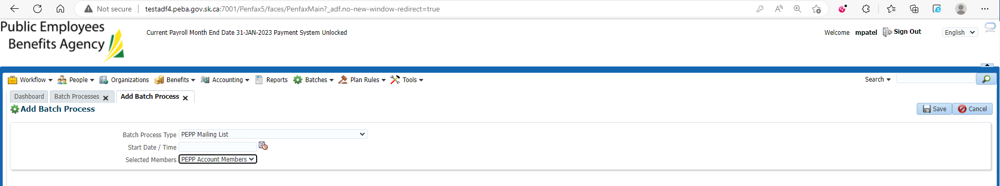 Not secure testadf4.peba.gov.sk.ca:7001/Penfax5/faces/PenfaxMain?_adf.no-new-window-redirect=true
Public Employees
Benefits Agency
Current Payroll Month End Date 31-JAN-2023 Payment System Unlocked
Welcome mpatel Sign Out English
Workflow People Organizations Benefits Accounting Reports Batches Plan Rules Tools Search
Dashboard Batch Processes Add Batch Process
Add Batch Process
Save Cancel
Batch Process Type PEPP Mailing List
Start Date / Time
Selected Members PEPP Account Members